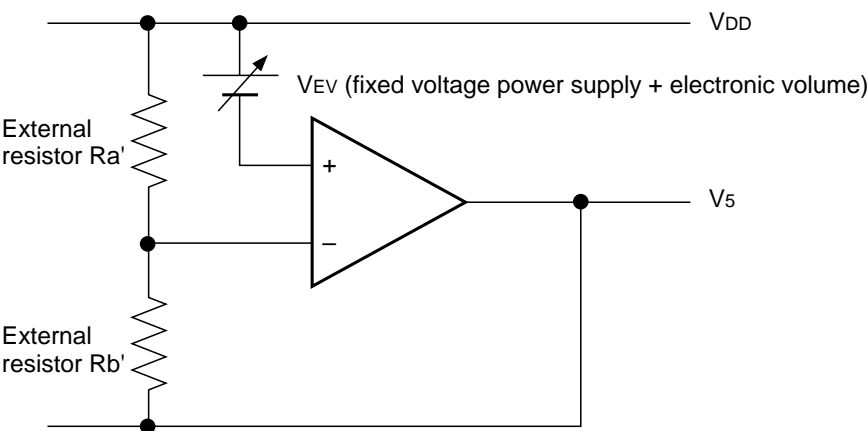 VDD
VEV (fixed voltage power supply + electronic volume)
External
resistor Ra'
+
V5
–
External
resistor Rb'